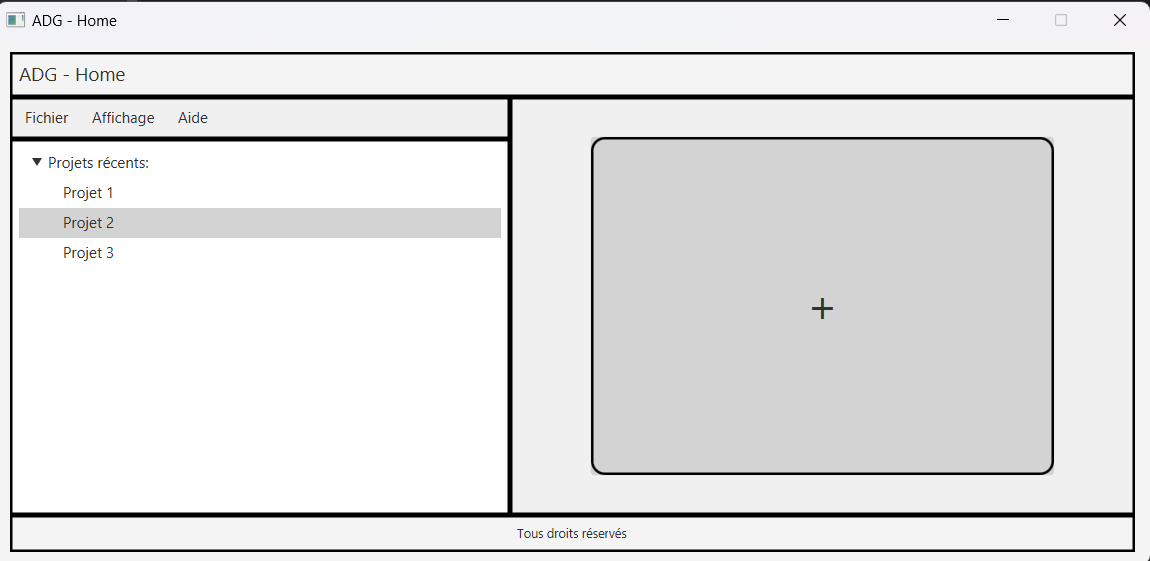 ADG - Home
ADG - Home
Fichier Affichage Aide
Projets récents:
Projet 1
Projet 2
Projet 3
+
Tous droits réservés